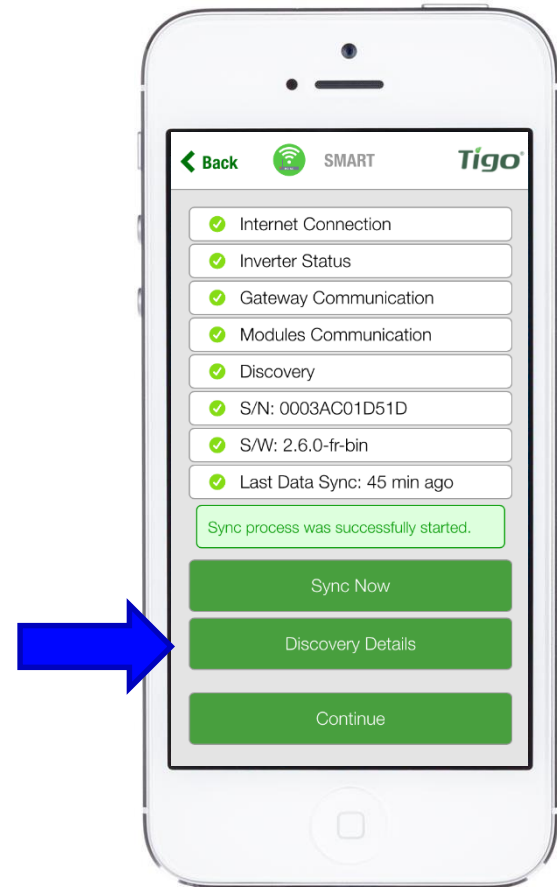 Back
SMART
Tigo
Internet Connection
Inverter Status
Gateway Communication
Modules Communication
Discovery
S/N: 0003AC01D51D
S/W: 2.6.0-fr-bin
Last Data Sync: 45 min ago
Sync process was successfully started.
Sync Now
Discovery Details
Continue